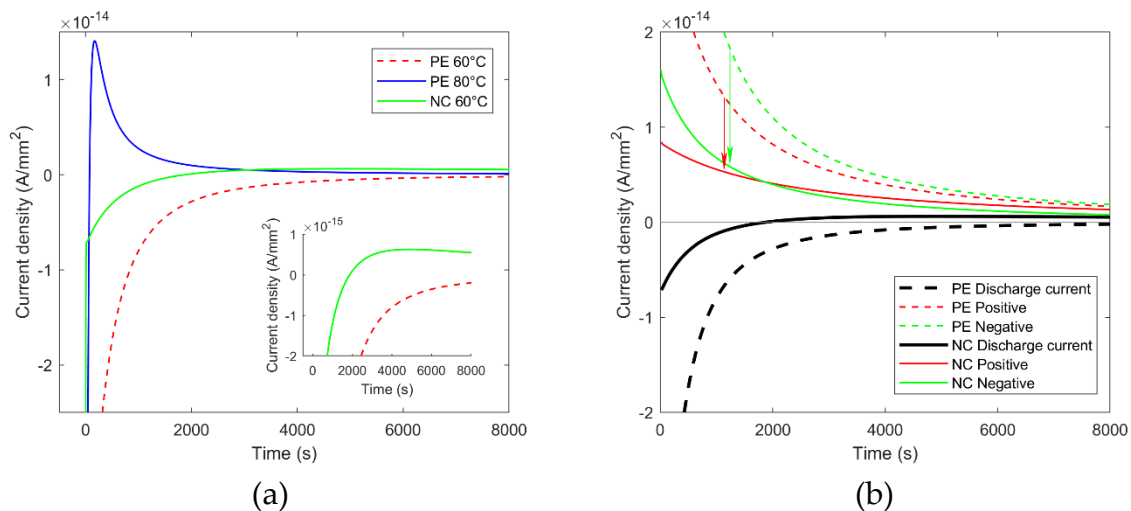 ×10⁻¹⁴
PE 60°C
PE 80°C
NC 60°C
Current density (A/mm²)
1
0
-1
-2
0
2000
4000
6000
8000
Time (s)
×10⁻¹⁵
Current density (A/mm²)
1
0
-1
-2
0
2000
4000
6000
8000
Time (s)
(a)
×10⁻¹⁴
Current density (A/mm²)
2
1
0
-1
-2
0
2000
4000
6000
8000
Time (s)
PE Discharge current
PE Positive
PE Negative
NC Discharge current
NC Positive
NC Negative
(b)